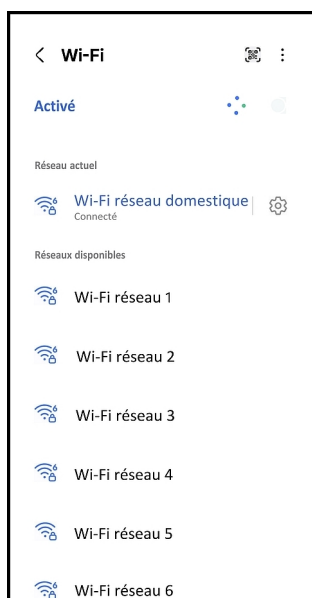 Wi-Fi
Activé
Réseau actuel
Wi-Fi réseau domestique
Connecté
Réseaux disponibles
Wi-Fi réseau 1
Wi-Fi réseau 2
Wi-Fi réseau 3
Wi-Fi réseau 4
Wi-Fi réseau 5
Wi-Fi réseau 6